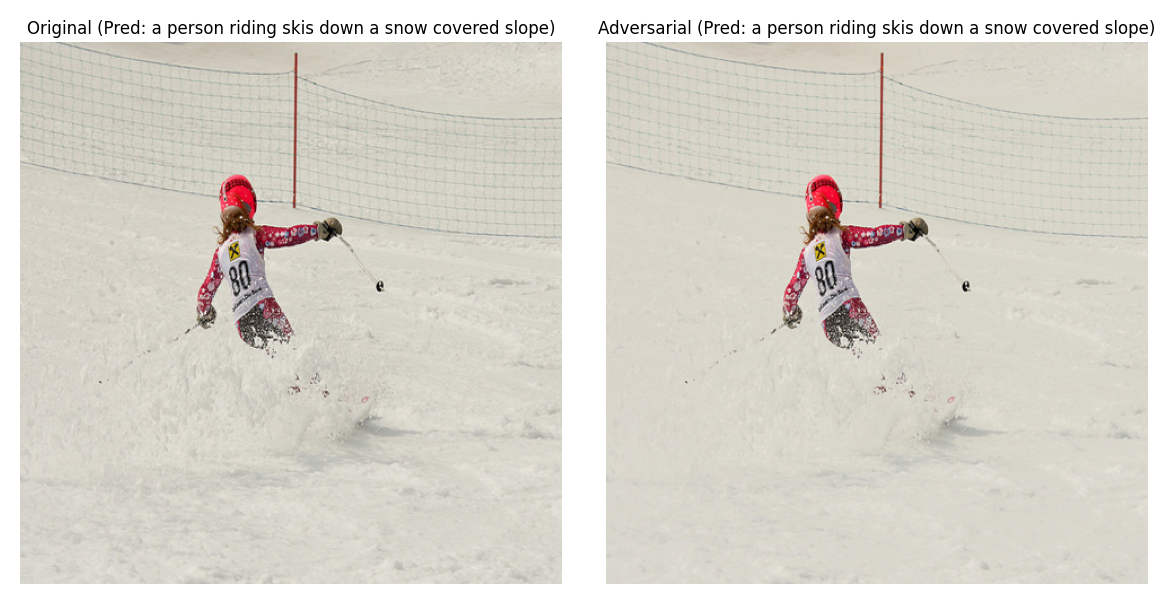 Original (Pred: a person riding skis down a snow covered slope)
Adversarial (Pred: a person riding skis down a snow covered slope)
80
80